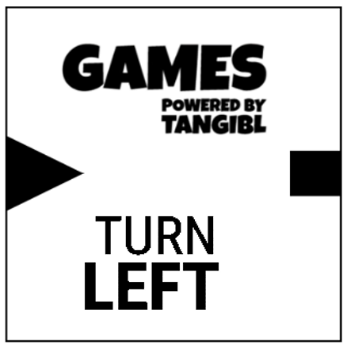 GAMES
POWERED BY
TANGIBL
TURN
LEFT